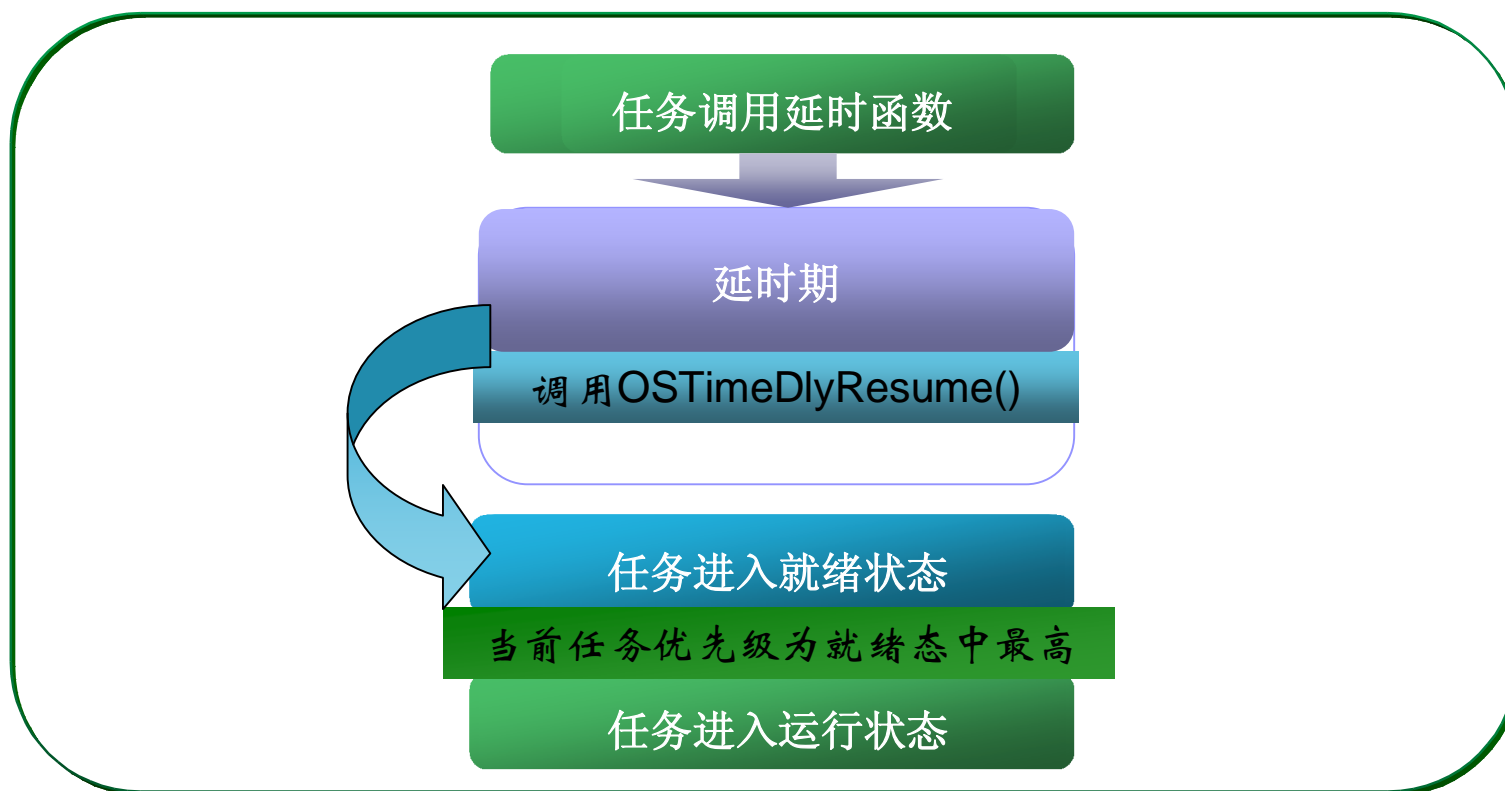 任务调用延时函数
延时期
调用OSTimeDlyResume()
任务进入就绪状态
当前任务优先级为就绪态中最高
任务进入运行状态